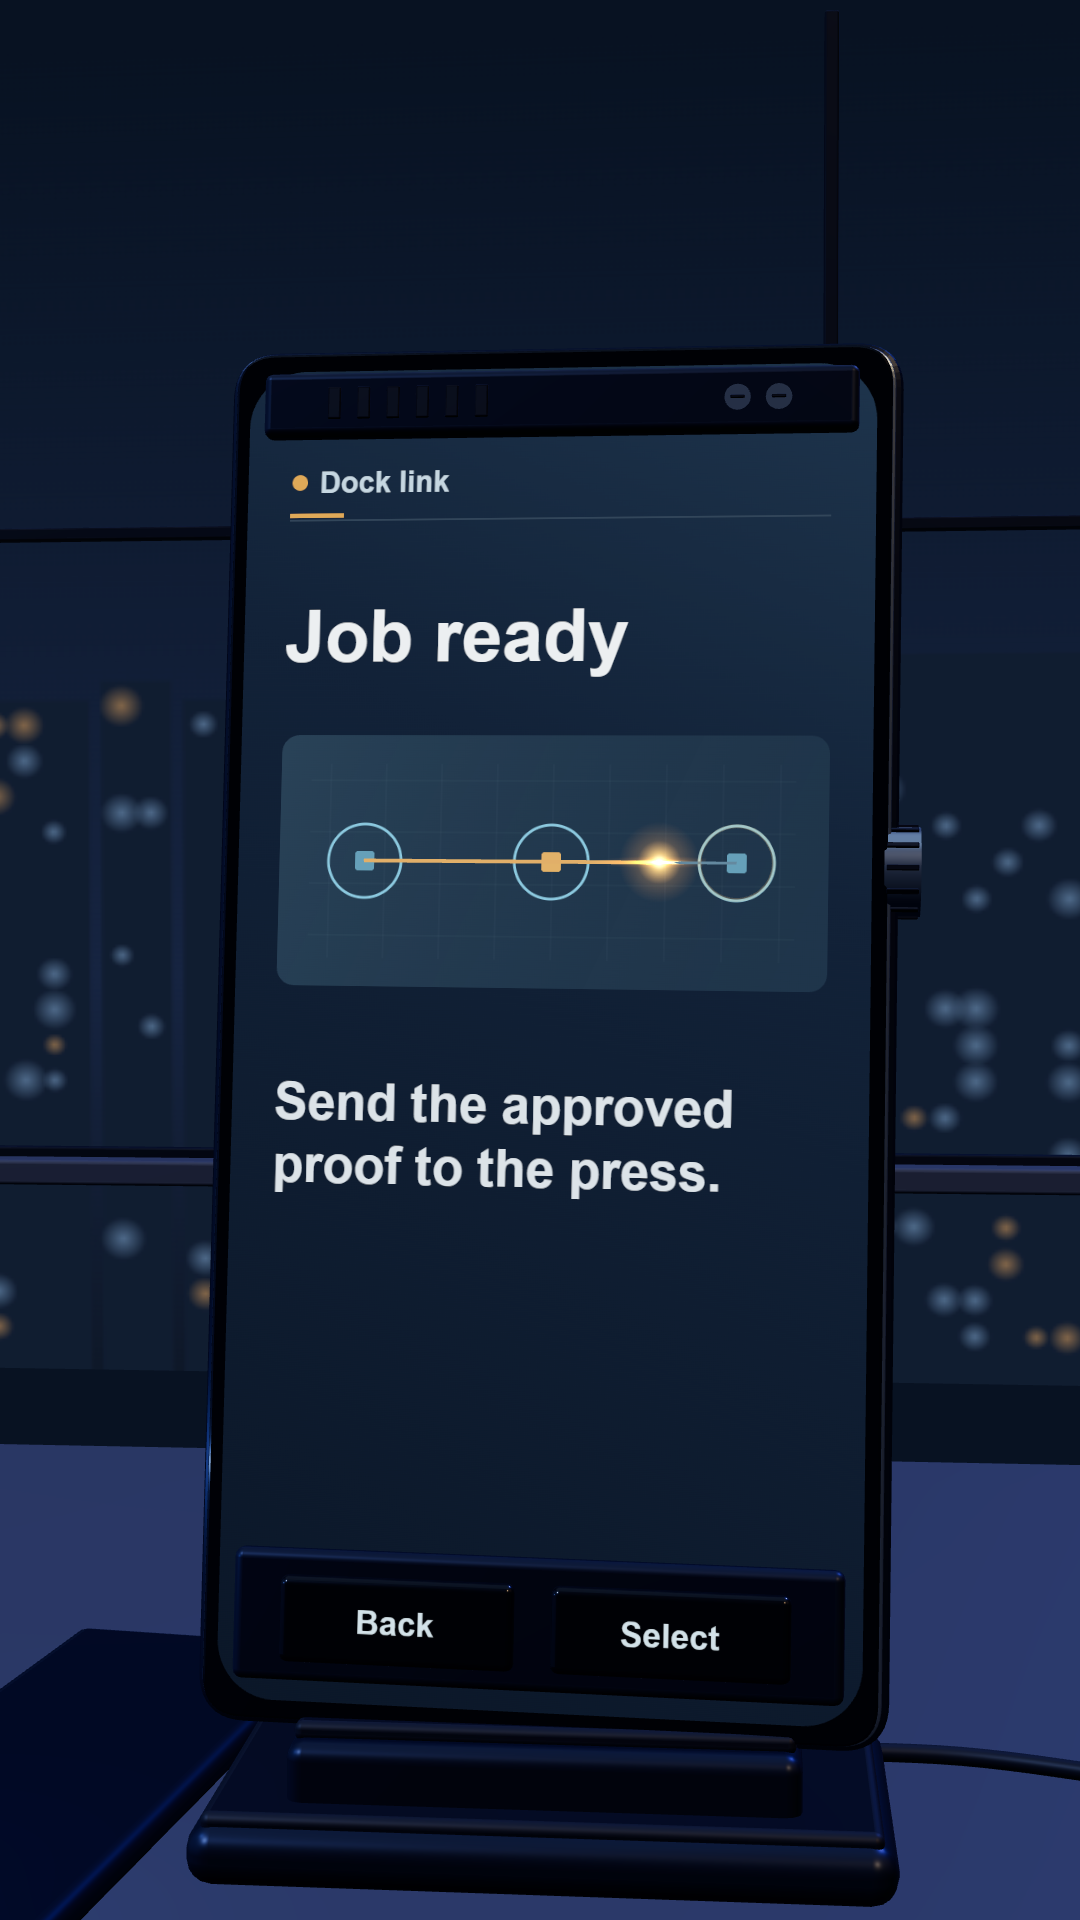 Dock link
Job ready
Send the approved
proof to the press.
Back
Select